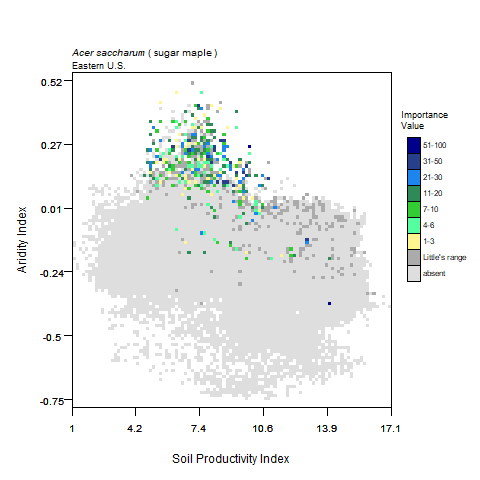 Acer saccharum ( sugar maple )
Eastern U.S.
Importance
Value
51-100
31-50
21-30
11-20
7-10
4-6
1-3
Little's range
absent
Aridity Index
0.52
0.27
0.01
-0.24
-0.5
-0.75
1 4.2 7.4 10.6 13.9 17.1
Soil Productivity Index